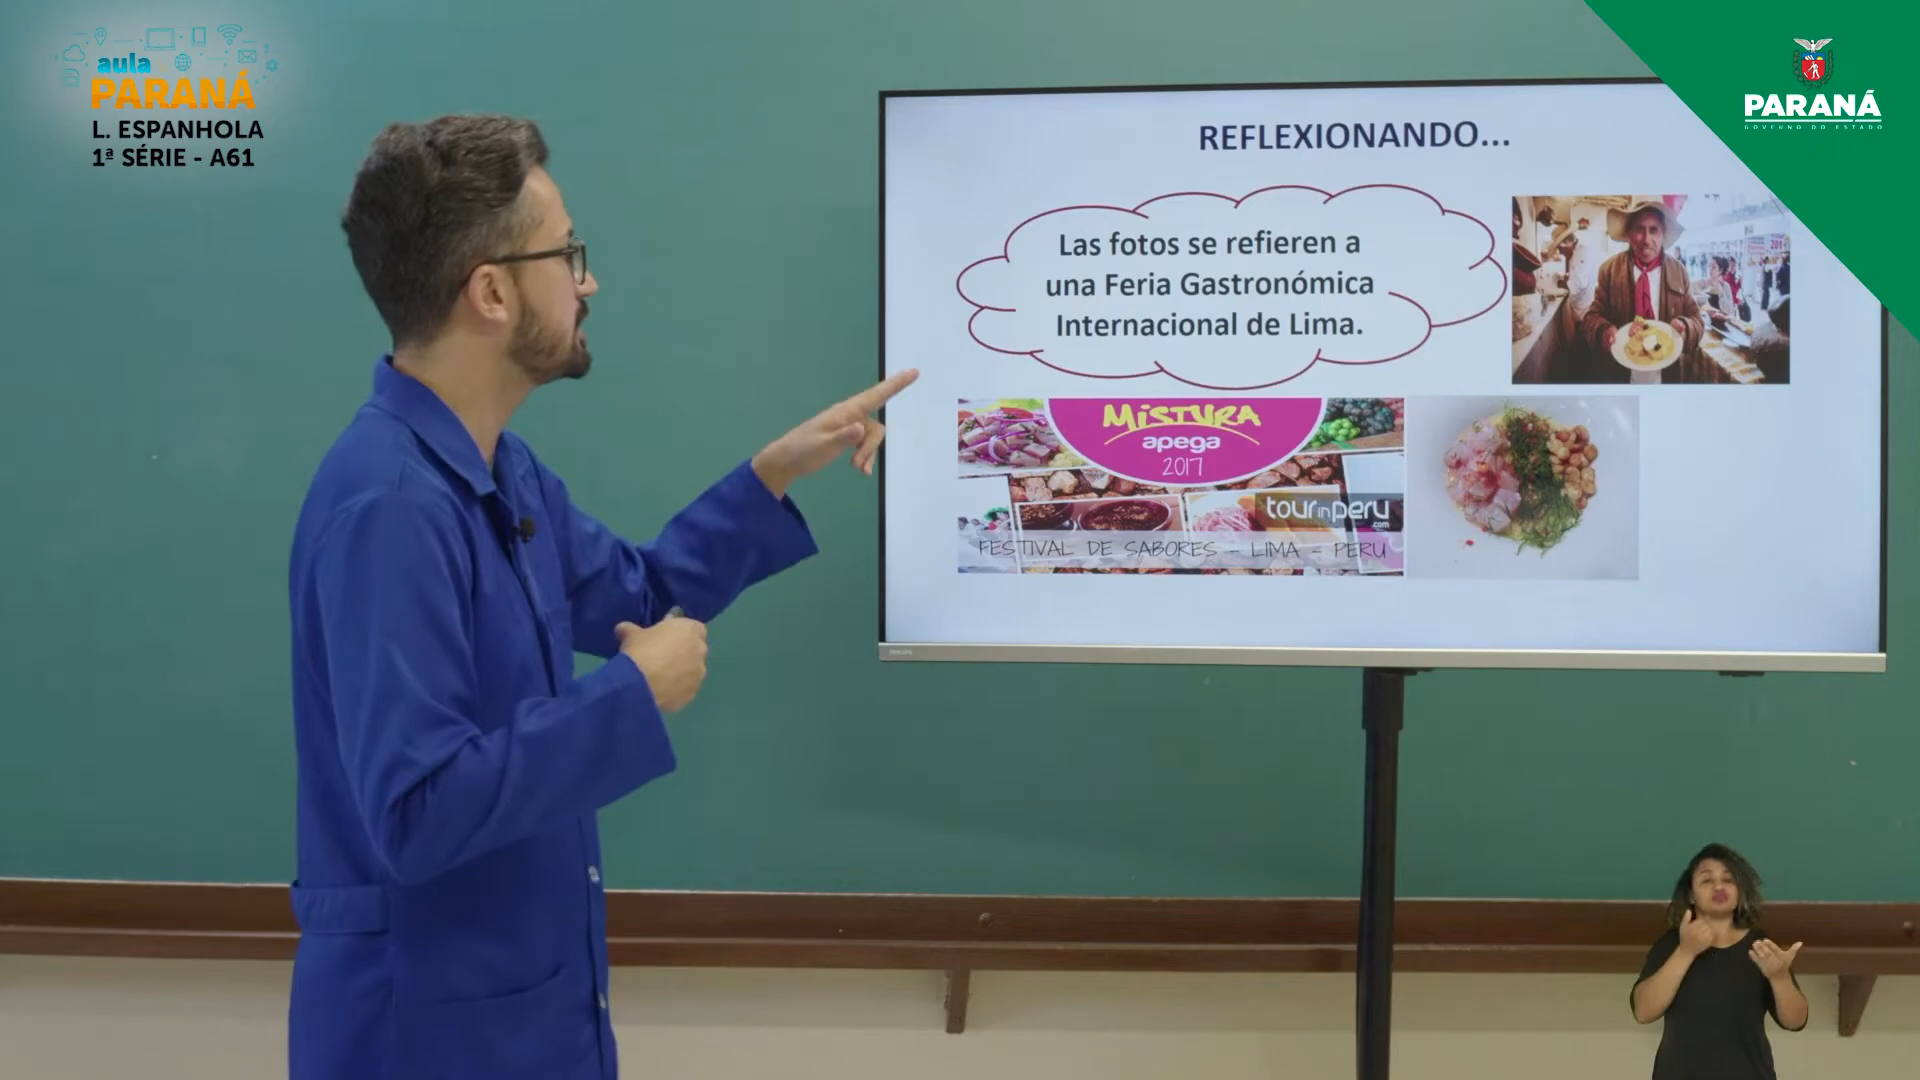 aula
PARANÁ
L. ESPANHOLA
1ª SÉRIE - A61
PARANÁ
GOVERNO DO ESTADO
REFLEXIONANDO...
Las fotos se refieren a
una Feria Gastronómica
Internacional de Lima.
MISTURA
apega
2017
tourinperu
.com
FESTIVAL DE SABORES - LIMA - PERU
PHILIPS